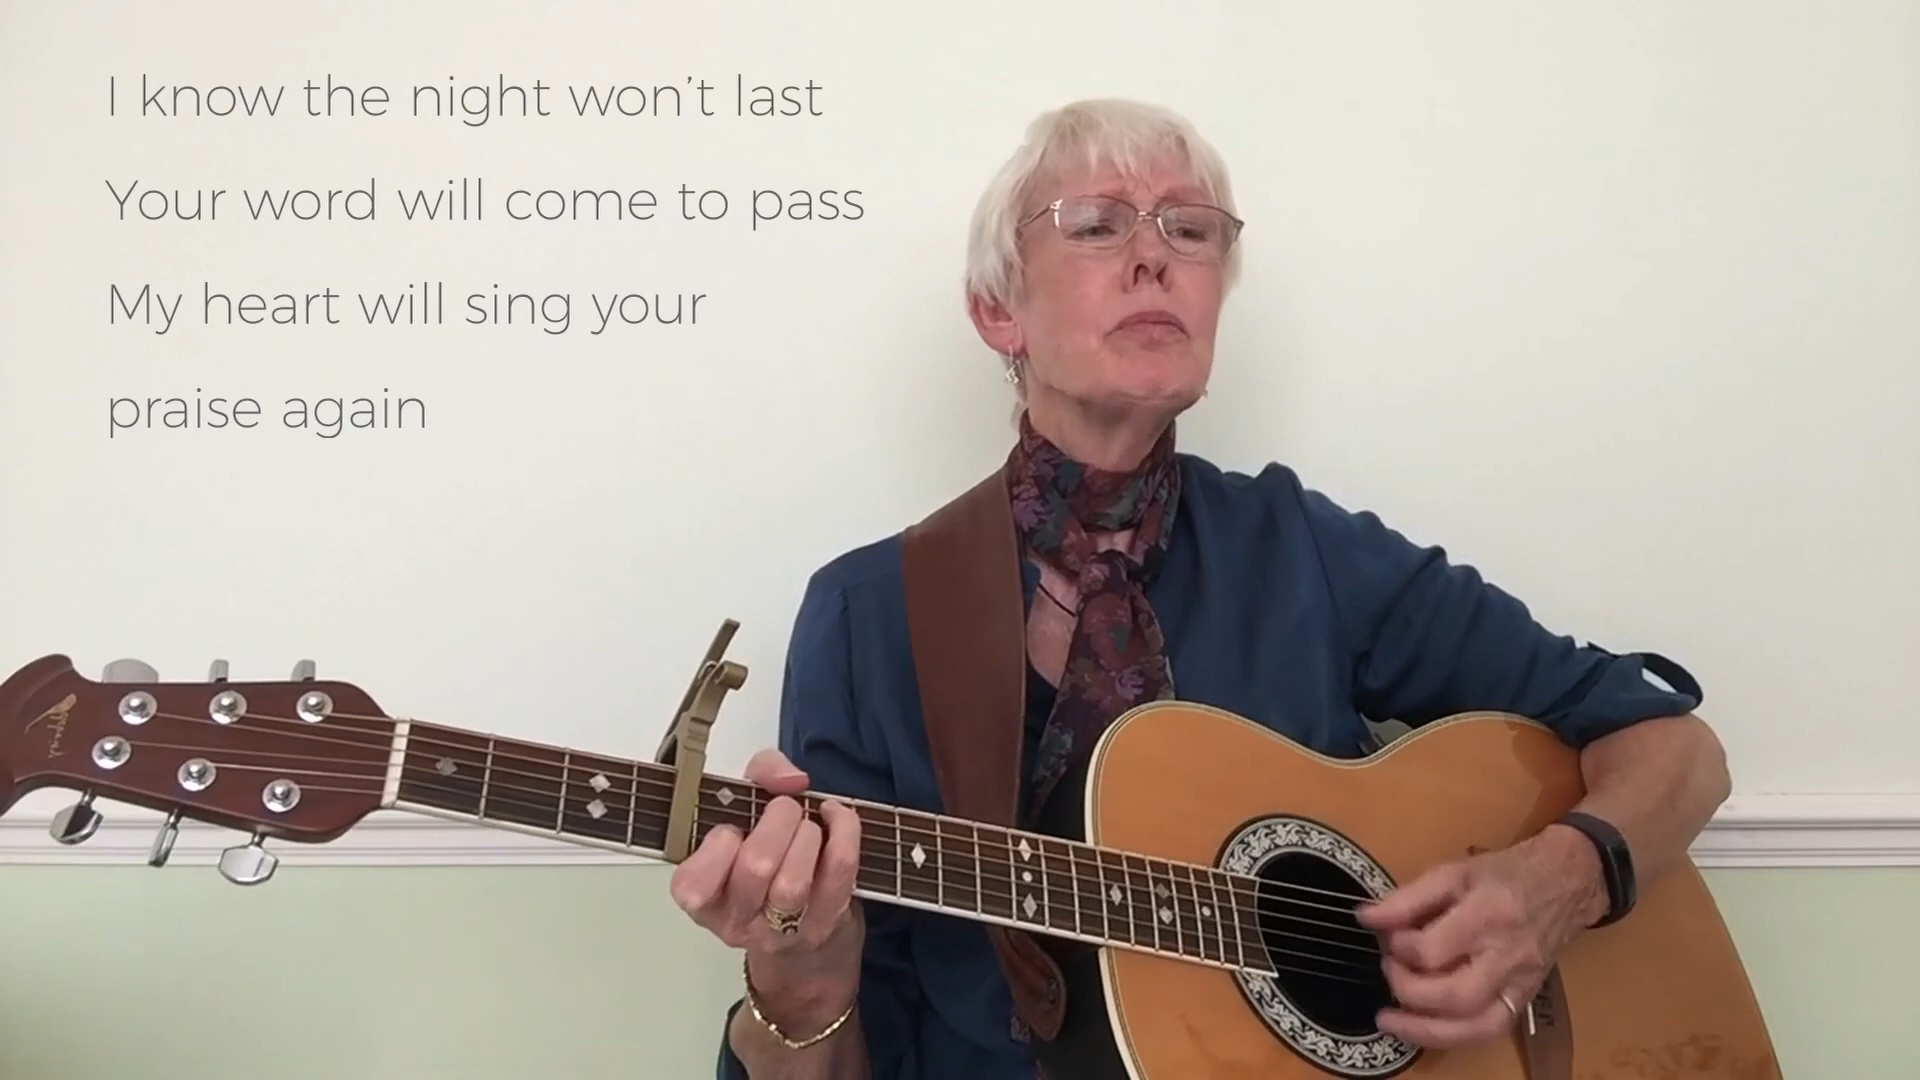 I know the night won’t last
Your word will come to pass
My heart will sing your
praise again